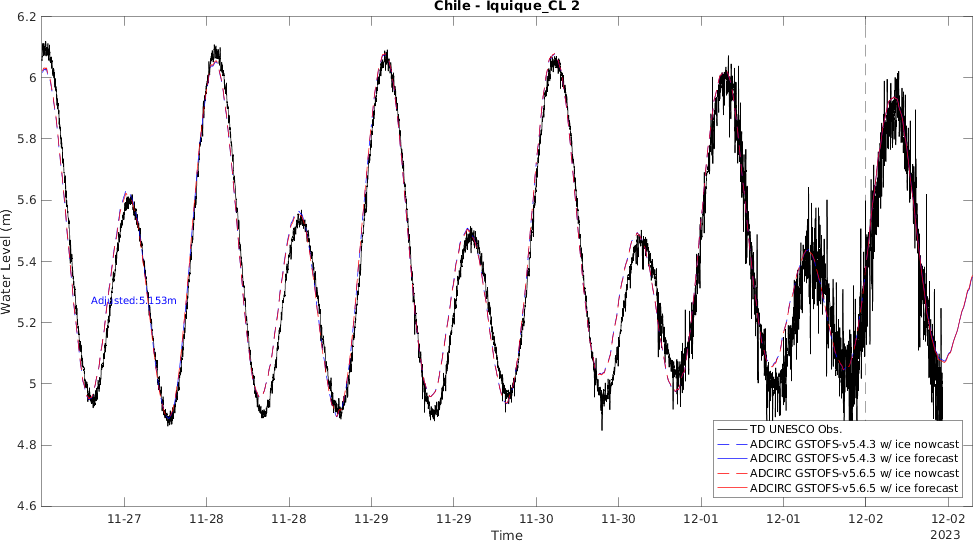 Chile - Iquique_CL 2
6.2
6
5.8
5.6
5.4
5.2
5
4.8
4.6
Water Level (m)
Adjusted:5.153m
TD UNESCO Obs.
ADCIRC GSTOFS-v5.4.3 w/ ice nowcast
ADCIRC GSTOFS-v5.4.3 w/ ice forecast
ADCIRC GSTOFS-v5.6.5 w/ ice nowcast
ADCIRC GSTOFS-v5.6.5 w/ ice forecast
11-27 11-28 11-28 11-29 11-29 11-30 11-30 12-01 12-01 12-02 12-02
Time
2023